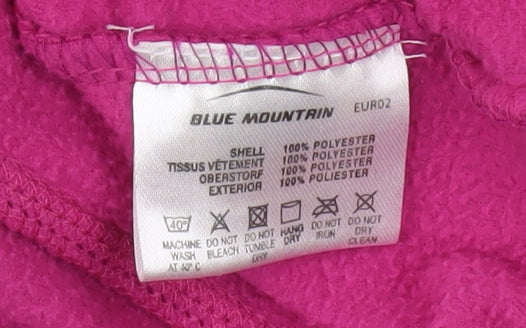 BLUE MOUNTAIN EUR02
SHELL 100% POLYESTER
TISSUS VÊTEMENT 100% POLYESTER
OBERSTORF 100% POLYESTER
EXTERIOR 100% POLIESTER
40°
MACHINE WASH AT 40° C
DO NOT BLEACH
DO NOT TUMBLE DRY
HANG DRY
DO NOT IRON
DO NOT DRY CLEAN